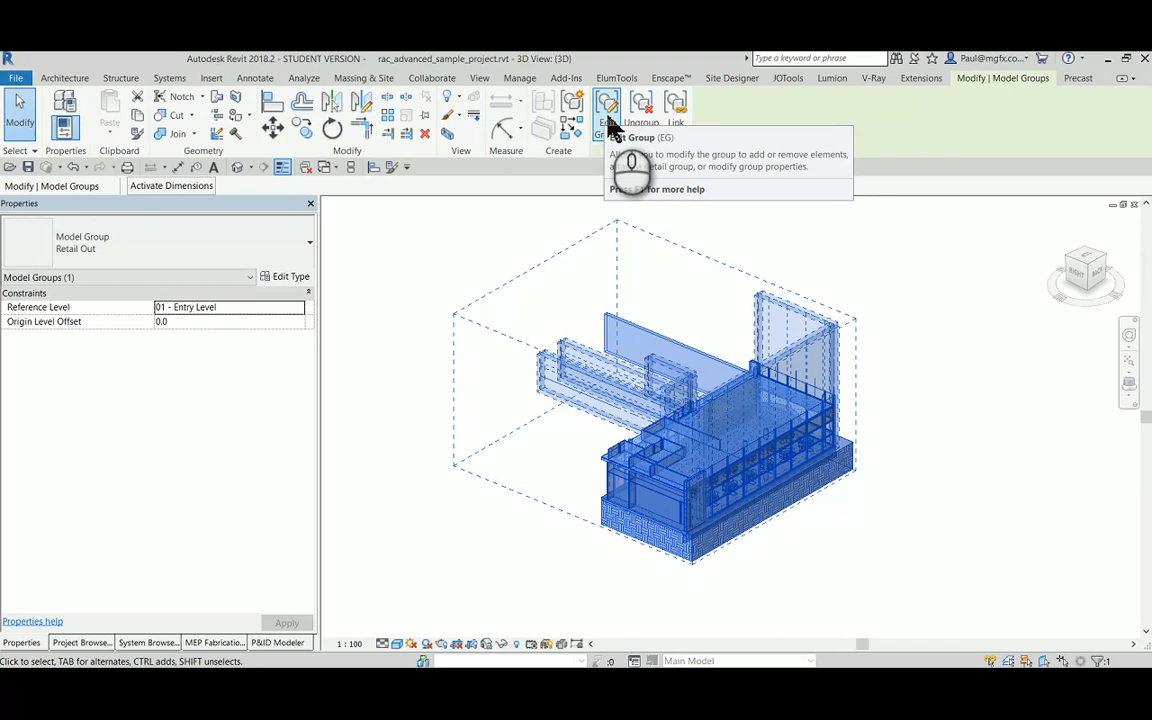 Autodesk Revit 2018.2 - STUDENT VERSION - rac_advanced_sample_project.rvt - 3D View: {3D}
Type a keyword or phrase
Paul@mgfx.co...
File Architecture Structure Systems Insert Annotate Analyze Massing & Site Collaborate View Manage Add-Ins ElumTools Enscape™ Site Designer JOTools Lumion V-Ray Extensions Modify | Model Groups Precast
Modify
Paste
Notch
Cut
Join
Ungroup Link
Select Properties Clipboard Geometry Modify View Measure Create
Edit Group (EG)
to modify the group to add or remove elements,
detail group, or modify group properties.
for more help
Modify | Model Groups
Activate Dimensions
Properties
Model Group
Retail Out
Model Groups (1)
Edit Type
Constraints
Reference Level 01 - Entry Level
Origin Level Offset 0.0
RIGHT BACK
Properties help
Apply
Properties Project Browse... System Browse... MEP Fabricatio... P&ID Modeler
1 : 100
Click to select, TAB for alternates, CTRL adds, SHIFT unselects.
:0
Main Model
:1